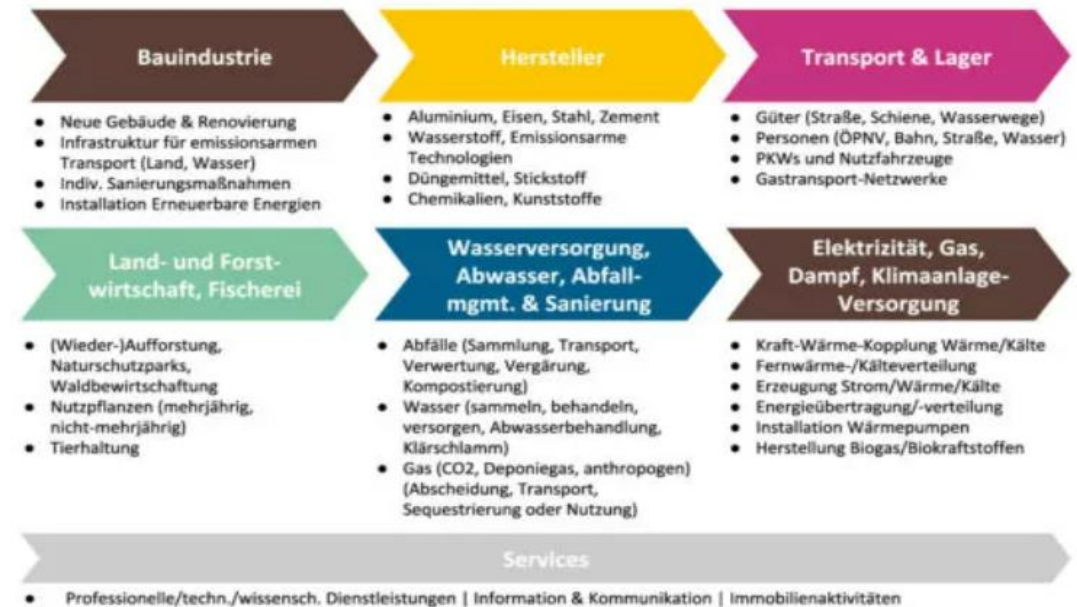 Bauindustrie
• Neue Gebäude & Renovierung
• Infrastruktur für emissionsarmen
Transport (Land, Wasser)
• Indiv. Sanierungsmaßnahmen
• Installation Erneuerbare Energien
Hersteller
• Aluminium, Eisen, Stahl, Zement
• Wasserstoff, Emissionsarme
Technologien
• Düngemittel, Stickstoff
• Chemikalien, Kunststoffe
Transport & Lager
• Güter (Straße, Schiene, Wasserwege)
• Personen (ÖPNV, Bahn, Straße, Wasser)
• PKWs und Nutzfahrzeuge
• Gastransport-Netzwerke
Land- und Forst-
wirtschaft, Fischerei
• (Wieder-)Aufforstung,
Naturschutzparks,
Waldbewirtschaftung
• Nutzpflanzen (mehrjährig,
nicht-mehrjährig)
• Tierhaltung
Wasserversorgung,
Abwasser, Abfall-
mgmt. & Sanierung
• Abfälle (Sammlung, Transport,
Verwertung, Vergärung,
Kompostierung)
• Wasser (sammeln, behandeln,
versorgen, Abwasserbehandlung,
Klärschlamm)
• Gas (CO2, Deponiegas, anthropogen)
(Abscheidung, Transport,
Sequestrierung oder Nutzung)
Elektrizität, Gas,
Dampf, Klimaanlage-
Versorgung
• Kraft-Wärme-Kopplung Wärme/Kälte
• Fernwärme-/Kälteverteilung
• Erzeugung Strom/Wärme/Kälte
• Energieübertragung/-verteilung
• Installation Wärmepumpen
• Herstellung Biogas/Biokraftstoffen
Services
• Professionelle/techn./wissensch. Dienstleistungen | Information & Kommunikation | Immobilienaktivitäten